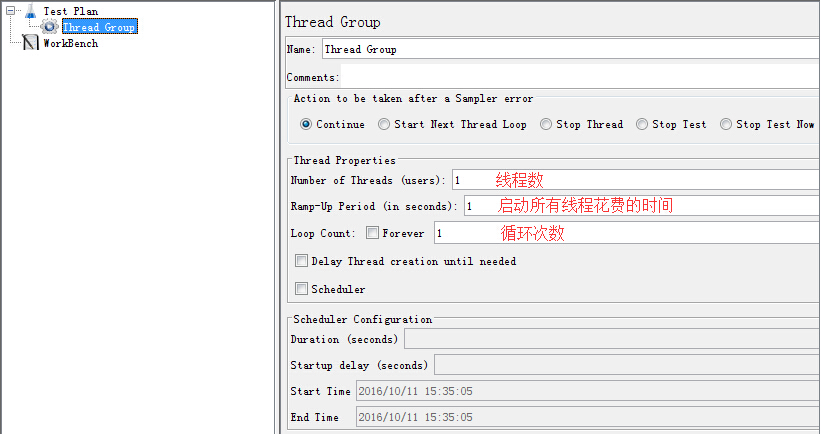 Test Plan
Thread Group
WorkBench
Thread Group
Name: Thread Group
Comments:
Action to be taken after a Sampler error
Continue Start Next Thread Loop Stop Thread Stop Test Stop Test Now
Thread Properties
Number of Threads (users): 1 线程数
Ramp-Up Period (in seconds): 1 启动所有线程花费的时间
Loop Count: Forever 1 循环次数
Delay Thread creation until needed
Scheduler
Scheduler Configuration
Duration (seconds)
Startup delay (seconds)
Start Time 2016/10/11 15:35:05
End Time 2016/10/11 15:35:05